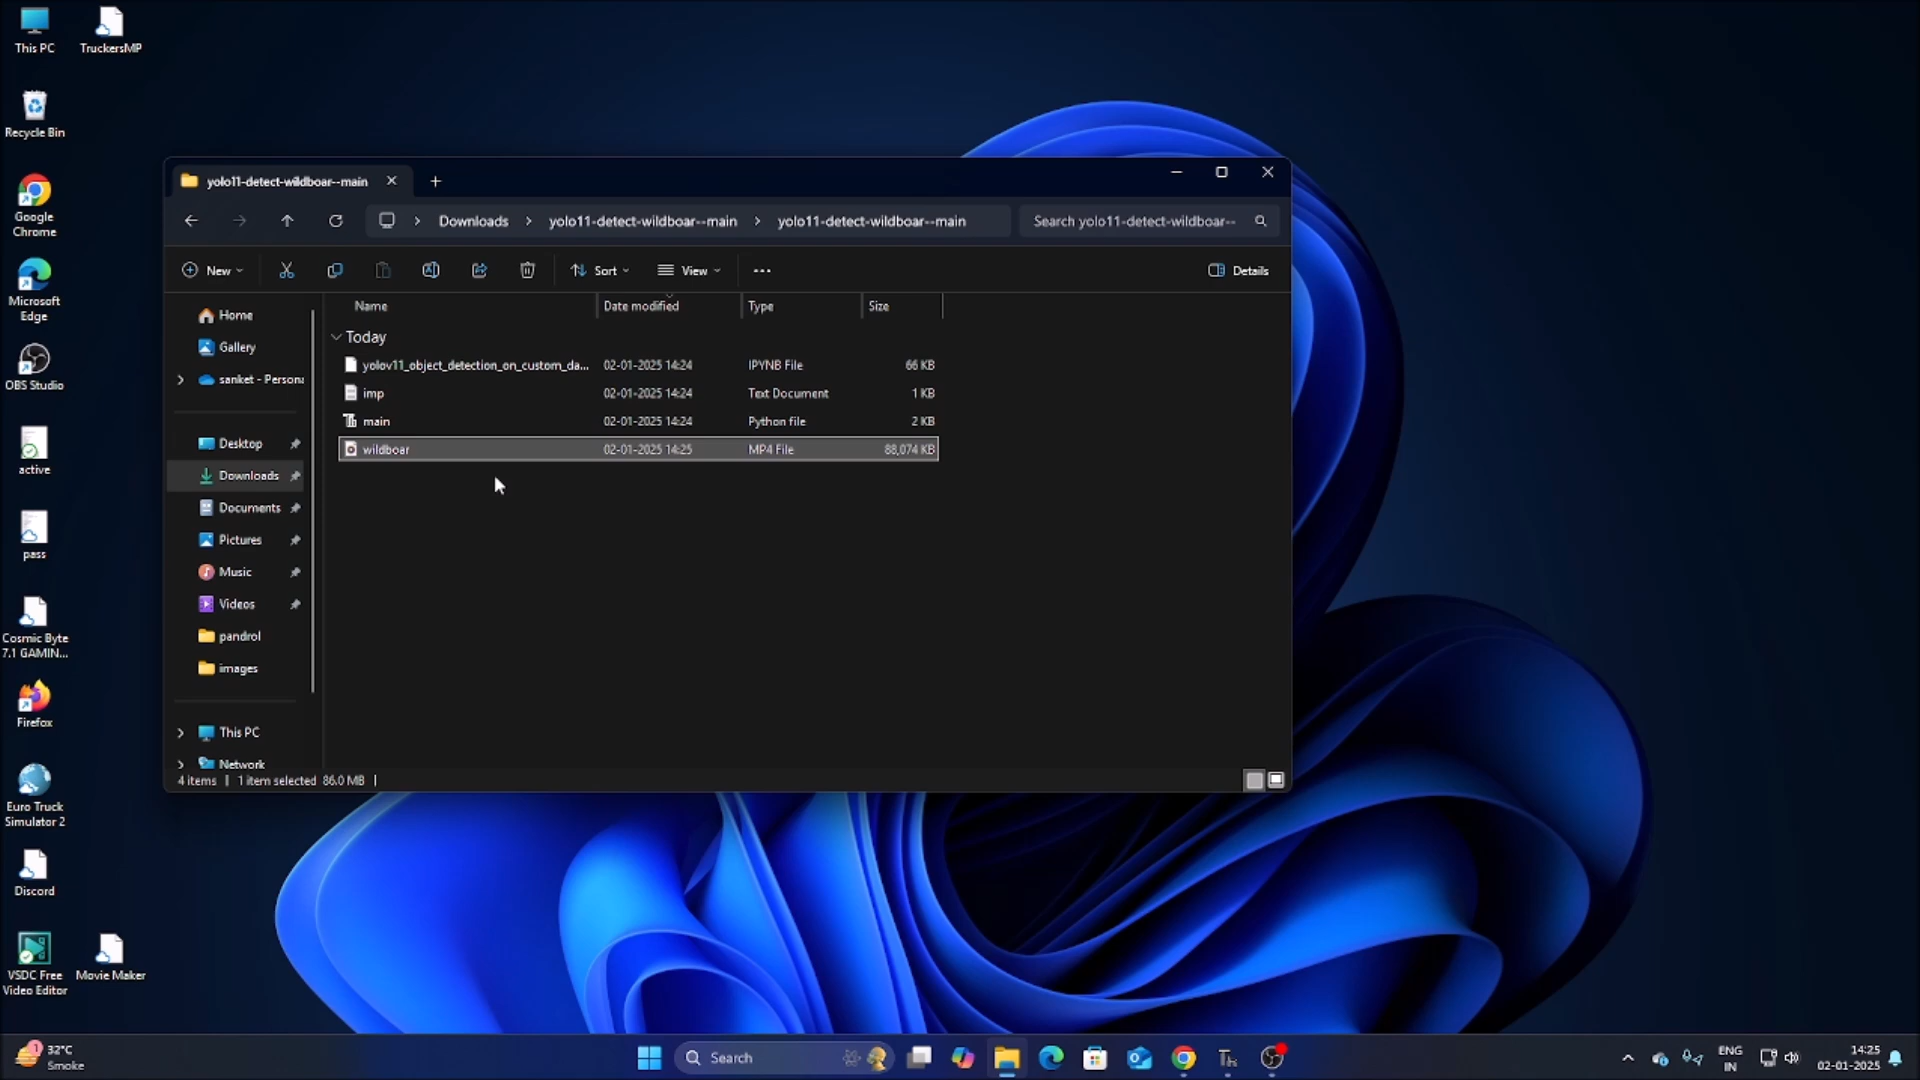 This PC
TruckersMP
Recycle Bin
Google
Chrome
Microsoft
Edge
OBS Studio
active
pass
Cosmic Byte
7.1 GAMIN...
Firefox
Euro Truck
Simulator 2
Discord
VSDC Free
Video Editor
Movie Maker
yolo11-detect-wildboar--main
Downloads
yolo11-detect-wildboar--main
yolo11-detect-wildboar--main
Search yolo11-detect-wildboar--
New
Sort
View
Details
Name
Date modified
Type
Size
Today
yolov11_object_detection_on_custom_da...
02-01-2025 14:24
IPYNB File
66 KB
imp
02-01-2025 14:24
Text Document
1 KB
main
02-01-2025 14:24
Python file
2 KB
wildboar
02-01-2025 14:25
MP4 File
88,074 KB
Home
Gallery
sanket - Persona
Desktop
Downloads
Documents
Pictures
Music
Videos
pandrol
images
This PC
Network
4 items
1 item selected 86.0 MB
1
32°C
Smoke
Search
Th
ENG
IN
14:25
02-01-2025